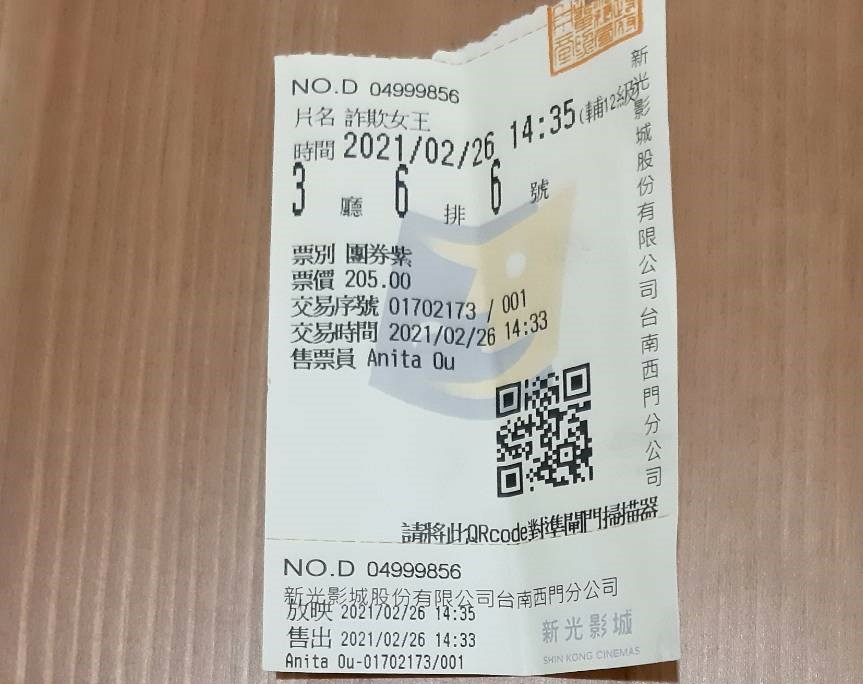 NO.D 04999856
片名 詐欺女王
時間 2021/02/26 14:35(輔12級)
3 廳 6 排 6 號
票別 團券紫
票價 205.00
交易序號 01702173 / 001
交易時間 2021/02/26 14:33
售票員 Anita Ou
請將此QRcode對準閘門掃描器
新光影城股份有限公司台南西門分公司
NO.D 04999856
新光影城股份有限公司台南西門分公司
放映 2021/02/26 14:35
售出 2021/02/26 14:33
Anita Ou-01702173/001
新光影城
SHIN KONG CINEMAS